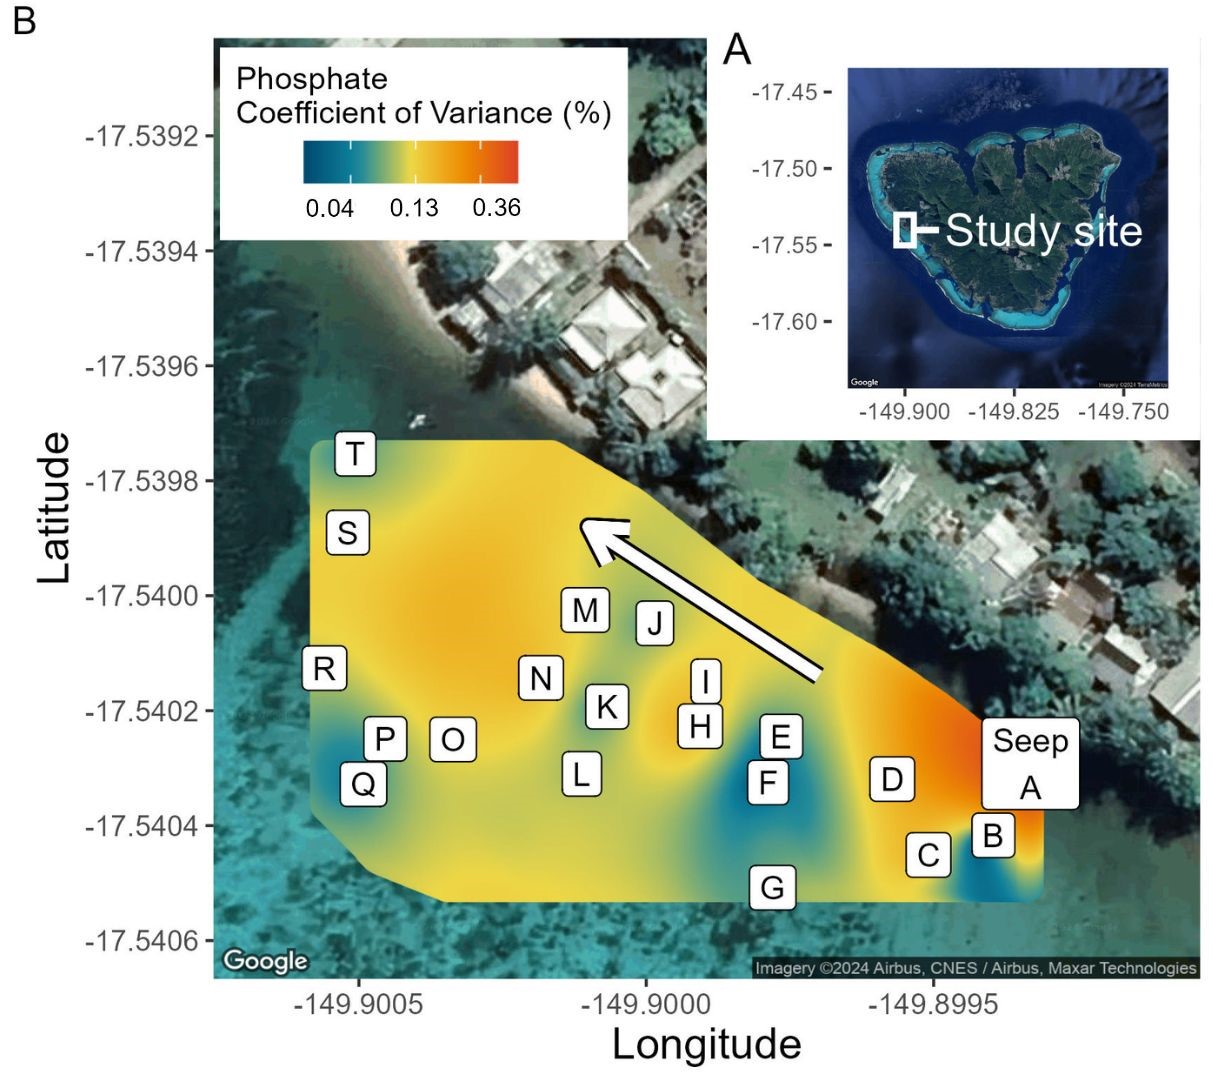 B
A
Phosphate
Coefficient of Variance (%)
0.04 0.13 0.36
-17.45
-17.50
-17.55
-17.60
Study site
Google
Imagery ©2024 TerraMetrics
-149.900 -149.825 -149.750
Latitude
-17.5392
-17.5394
-17.5396
-17.5398
-17.5400
-17.5402
-17.5404
-17.5406
T
S
M
J
R
N
I
K
H
P
O
E
Seep
A
Q
L
F
D
B
C
G
Google
Imagery ©2024 Airbus, CNES / Airbus, Maxar Technologies
-149.9005 -149.9000 -149.8995
Longitude